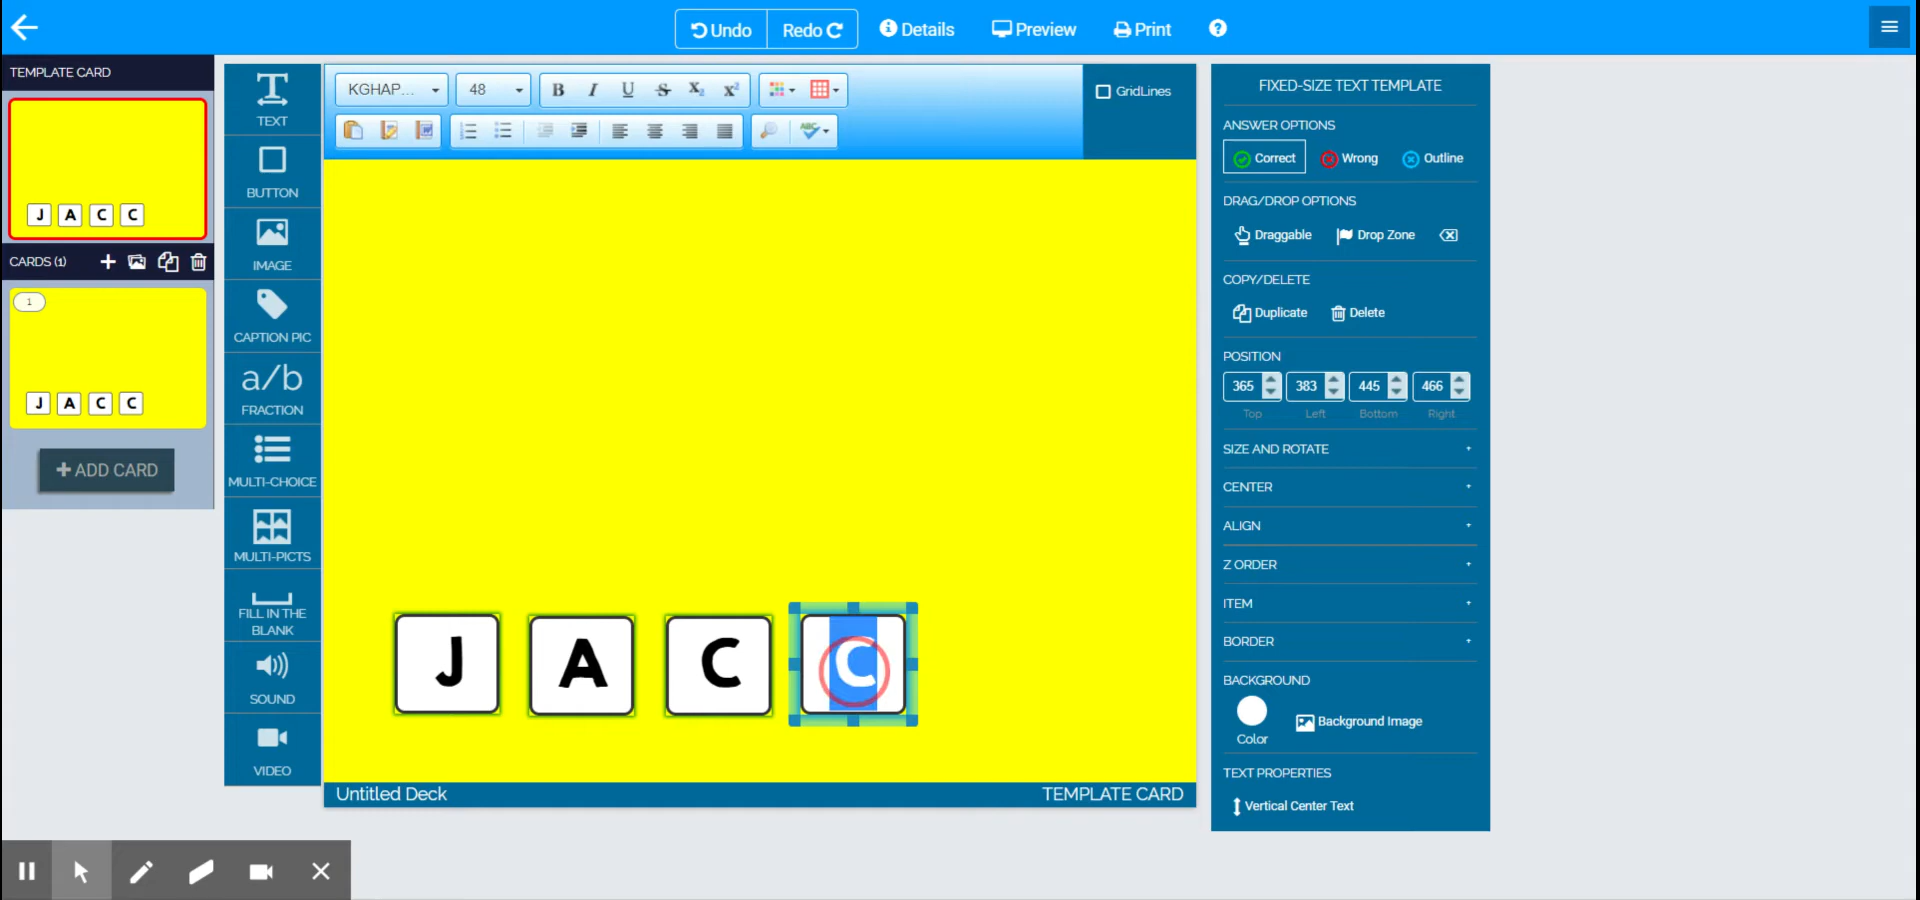 Undo
Redo
Details
Preview
Print
?
TEMPLATE CARD
J A C C
CARDS (1)
1
J A C C
+ ADD CARD
TEXT
BUTTON
IMAGE
CAPTION PIC
a/b
FRACTION
MULTI-CHOICE
MULTI-PICTS
FILL IN THE
BLANK
SOUND
VIDEO
KGHAP...
48
B I U S X₂ X²
GridLines
ABC
J A C C
Untitled Deck
TEMPLATE CARD
FIXED-SIZE TEXT TEMPLATE
ANSWER OPTIONS
Correct Wrong Outline
DRAG/DROP OPTIONS
Draggable Drop Zone
COPY/DELETE
Duplicate Delete
POSITION
365 383 445 466
Top Left Bottom Right
SIZE AND ROTATE +
CENTER +
ALIGN +
Z ORDER +
ITEM +
BORDER +
BACKGROUND
Color
Background Image
TEXT PROPERTIES
Vertical Center Text